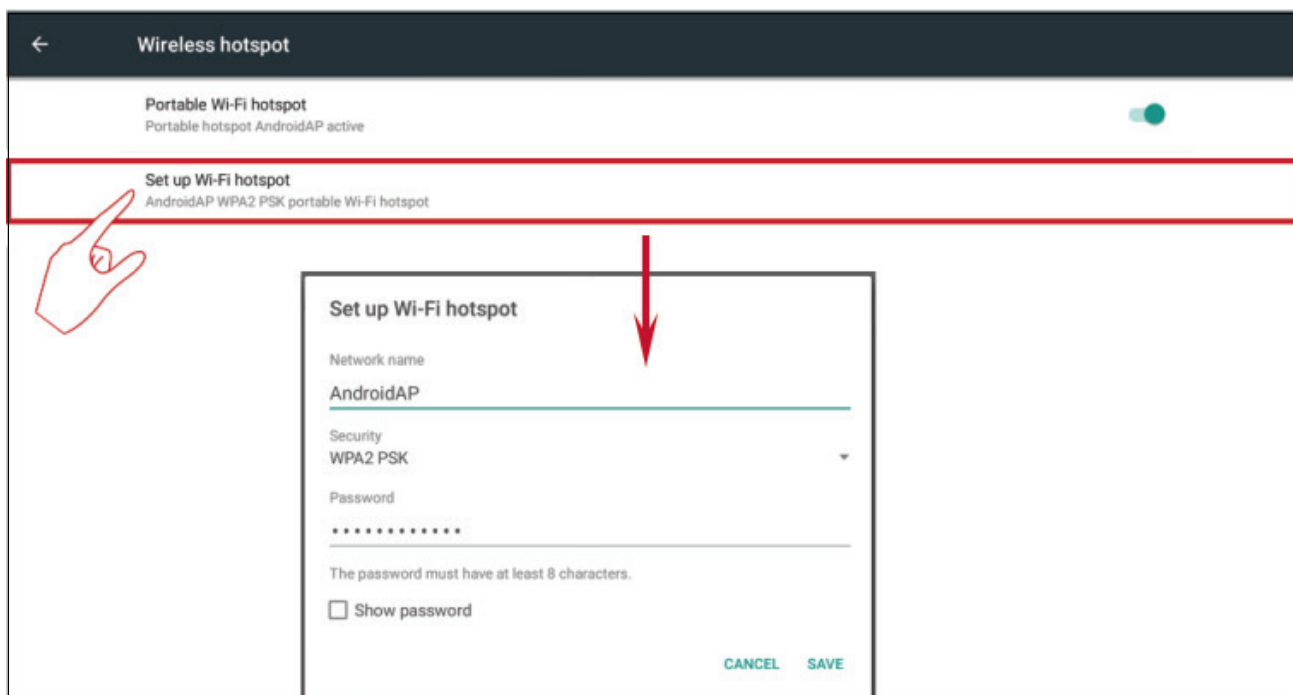 Wireless hotspot
Portable Wi-Fi hotspot
Portable hotspot AndroidAP active
Set up Wi-Fi hotspot
AndroidAP WPA2 PSK portable Wi-Fi hotspot
Set up Wi-Fi hotspot
Network name
AndroidAP
Security
WPA2 PSK
Password
••••••••••••
The password must have at least 8 characters.
Show password
CANCEL SAVE